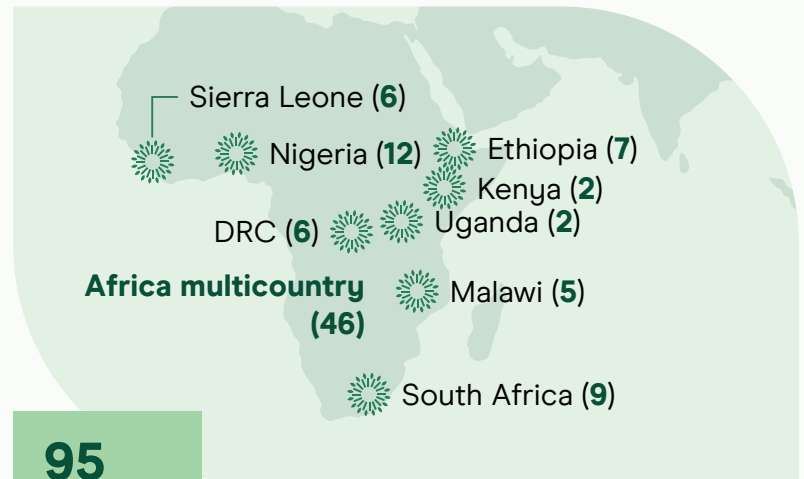 Sierra Leone (6)
Nigeria (12)
Ethiopia (7)
Kenya (2)
Uganda (2)
DRC (6)
Africa multicountry
(46)
Malawi (5)
South Africa (9)
95